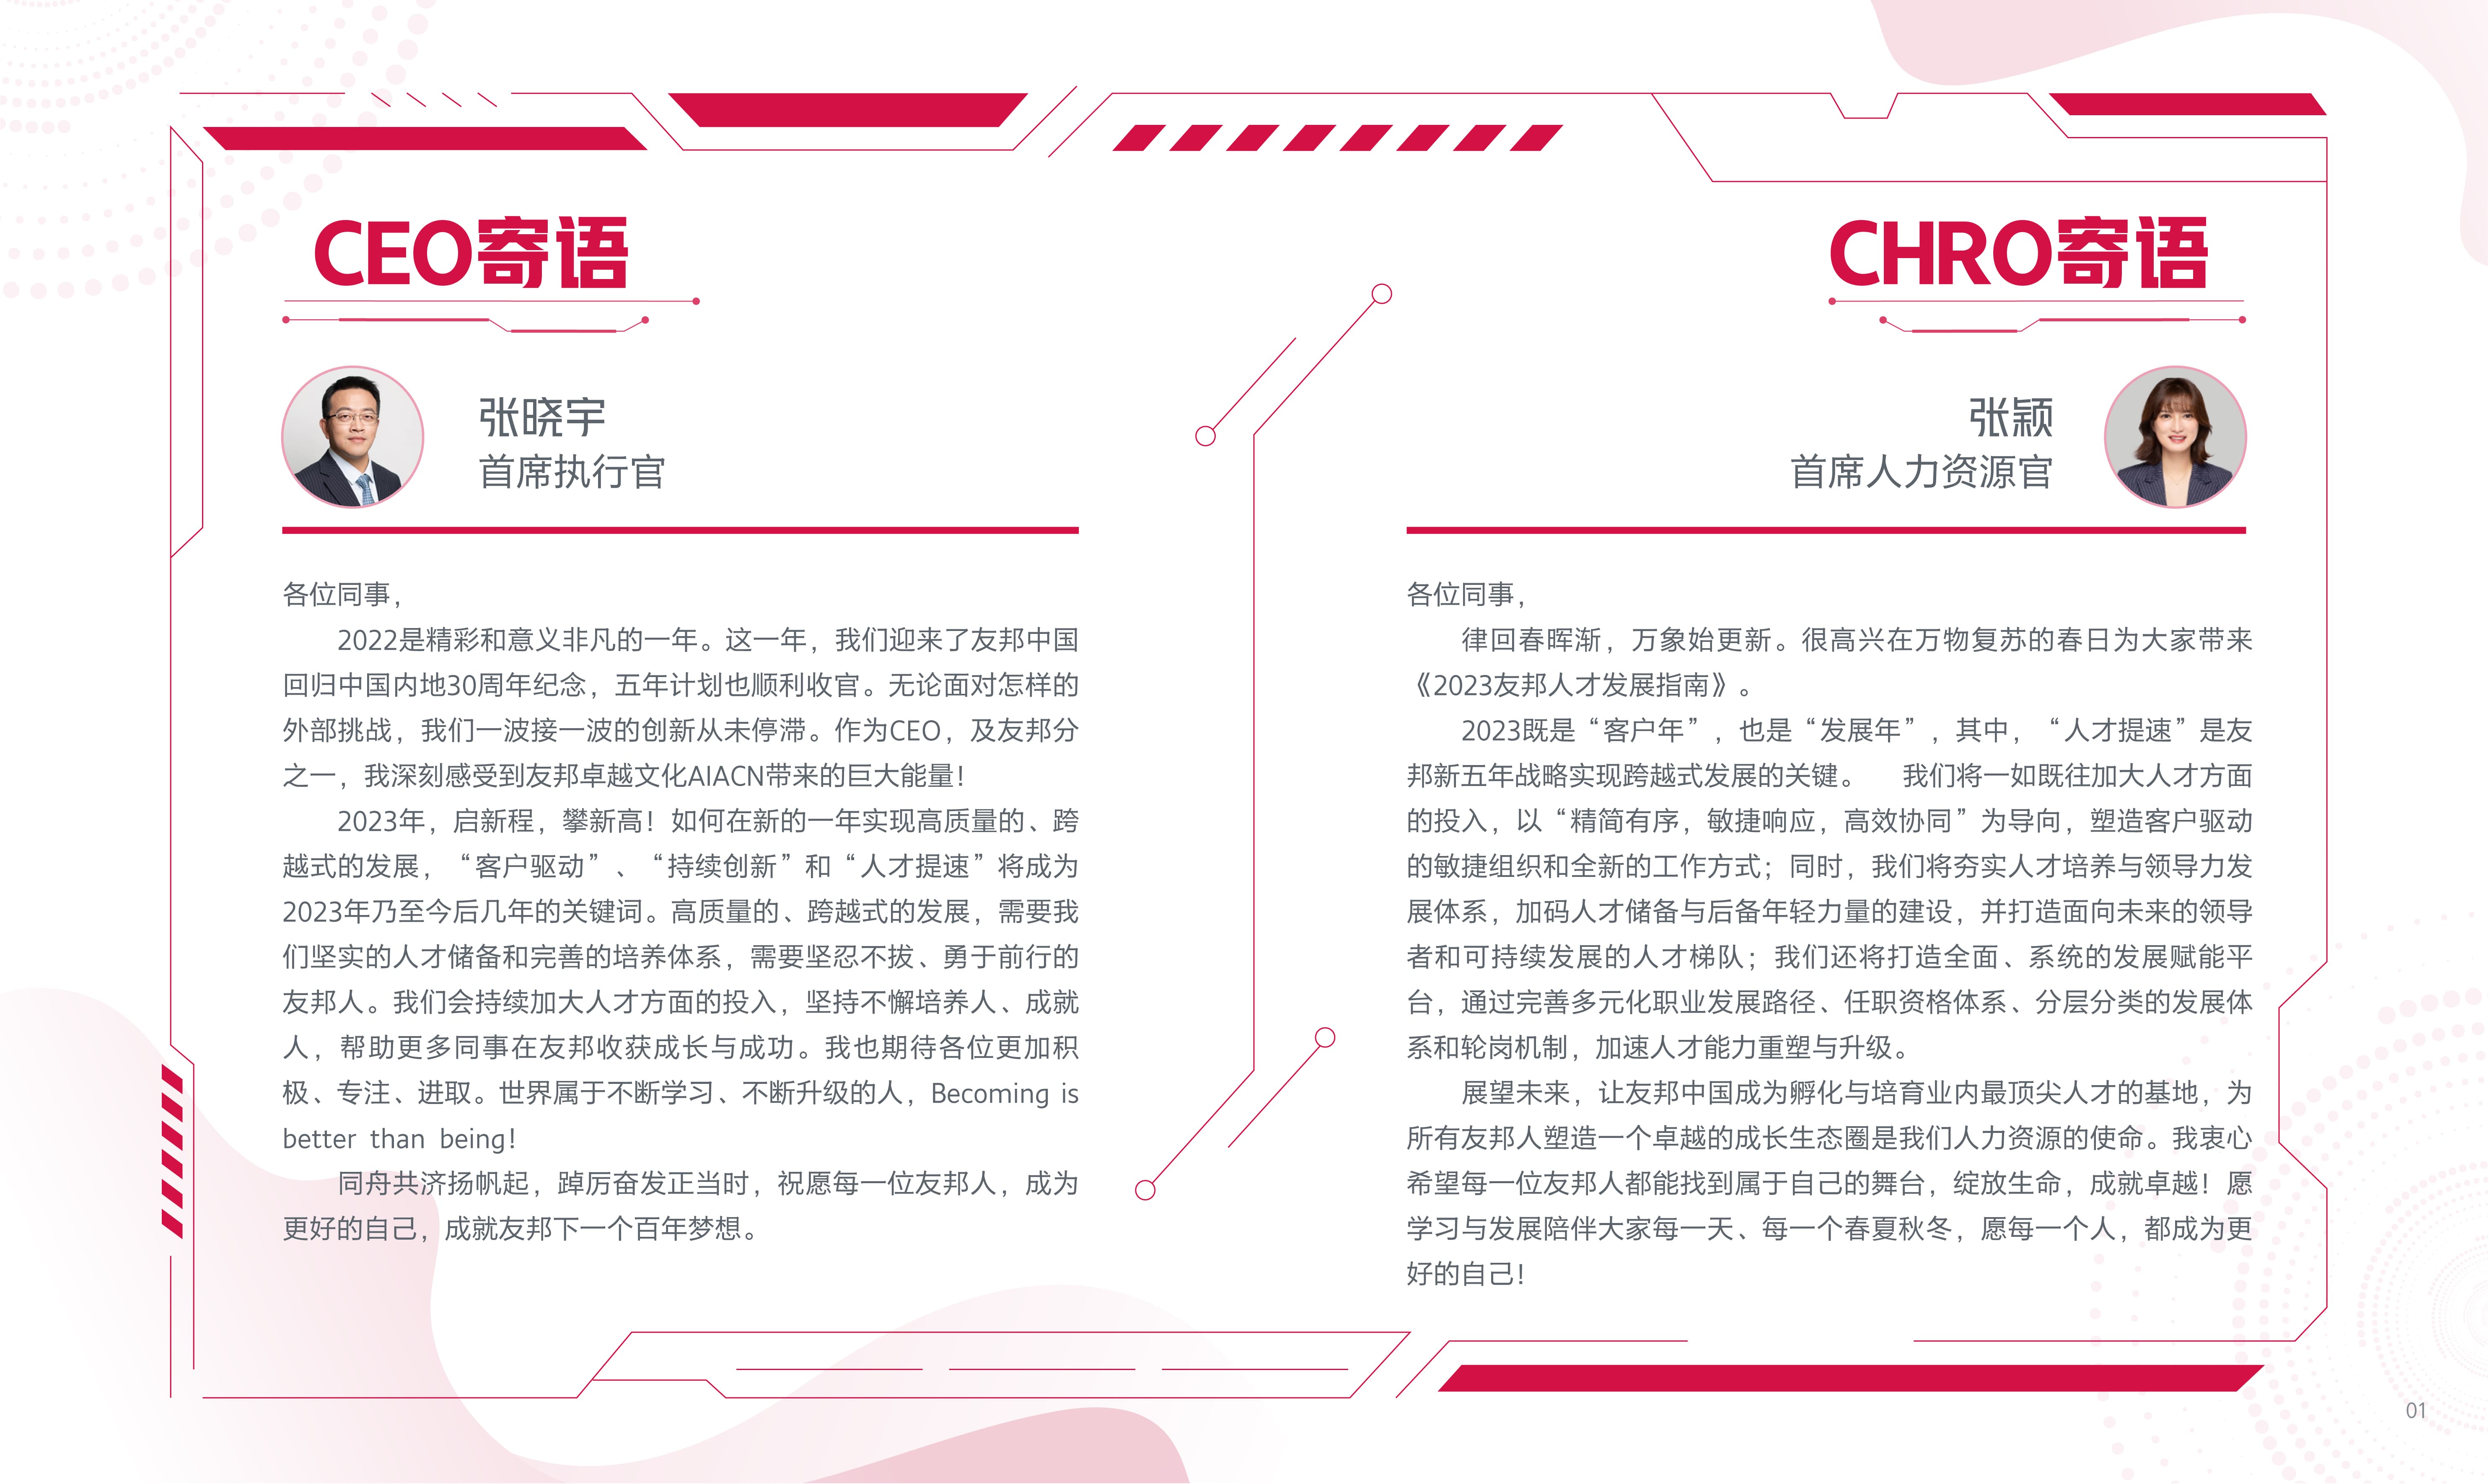 CEO寄语
张晓宇
首席执行官
各位同事，
2022是精彩和意义非凡的一年。这一年，我们迎来了友邦中国
回归中国内地30周年纪念，五年计划也顺利收官。无论面对怎样的
外部挑战，我们一波接一波的创新从未停滞。作为CEO，及友邦分
之一，我深刻感受到友邦卓越文化AIACN带来的巨大能量！
2023年，启新程，攀新高！如何在新的一年实现高质量的、跨
越式的发展，“客户驱动”、“持续创新”和“人才提速”将成为
2023年乃至今后几年的关键词。高质量的、跨越式的发展，需要我
们坚实的人才储备和完善的培养体系，需要坚忍不拔、勇于前行的
友邦人。我们会持续加大人才方面的投入，坚持不懈培养人、成就
人，帮助更多同事在友邦收获成长与成功。我也期待各位更加积
极、专注、进取。世界属于不断学习、不断升级的人，Becoming is
better than being！
同舟共济扬帆起，踔厉奋发正当时，祝愿每一位友邦人，成为
更好的自己，成就友邦下一个百年梦想。
CHRO寄语
张颖
首席人力资源官
各位同事，
律回春晖渐，万象始更新。很高兴在万物复苏的春日为大家带来
《2023友邦人才发展指南》。
2023既是“客户年”，也是“发展年”，其中，“人才提速”是友
邦新五年战略实现跨越式发展的关键。 我们将一如既往加大人才方面
的投入，以“精简有序，敏捷响应，高效协同”为导向，塑造客户驱动
的敏捷组织和全新的工作方式；同时，我们将夯实人才培养与领导力发
展体系，加码人才储备与后备年轻力量的建设，并打造面向未来的领导
者和可持续发展的人才梯队；我们还将打造全面、系统的发展赋能平
台，通过完善多元化职业发展路径、任职资格体系、分层分类的发展体
系和轮岗机制，加速人才能力重塑与升级。
展望未来，让友邦中国成为孵化与培育业内最顶尖人才的基地，为
所有友邦人塑造一个卓越的成长生态圈是我们人力资源的使命。我衷心
希望每一位友邦人都能找到属于自己的舞台，绽放生命，成就卓越！愿
学习与发展陪伴大家每一天、每一个春夏秋冬，愿每一个人，都成为更
好的自己！
01